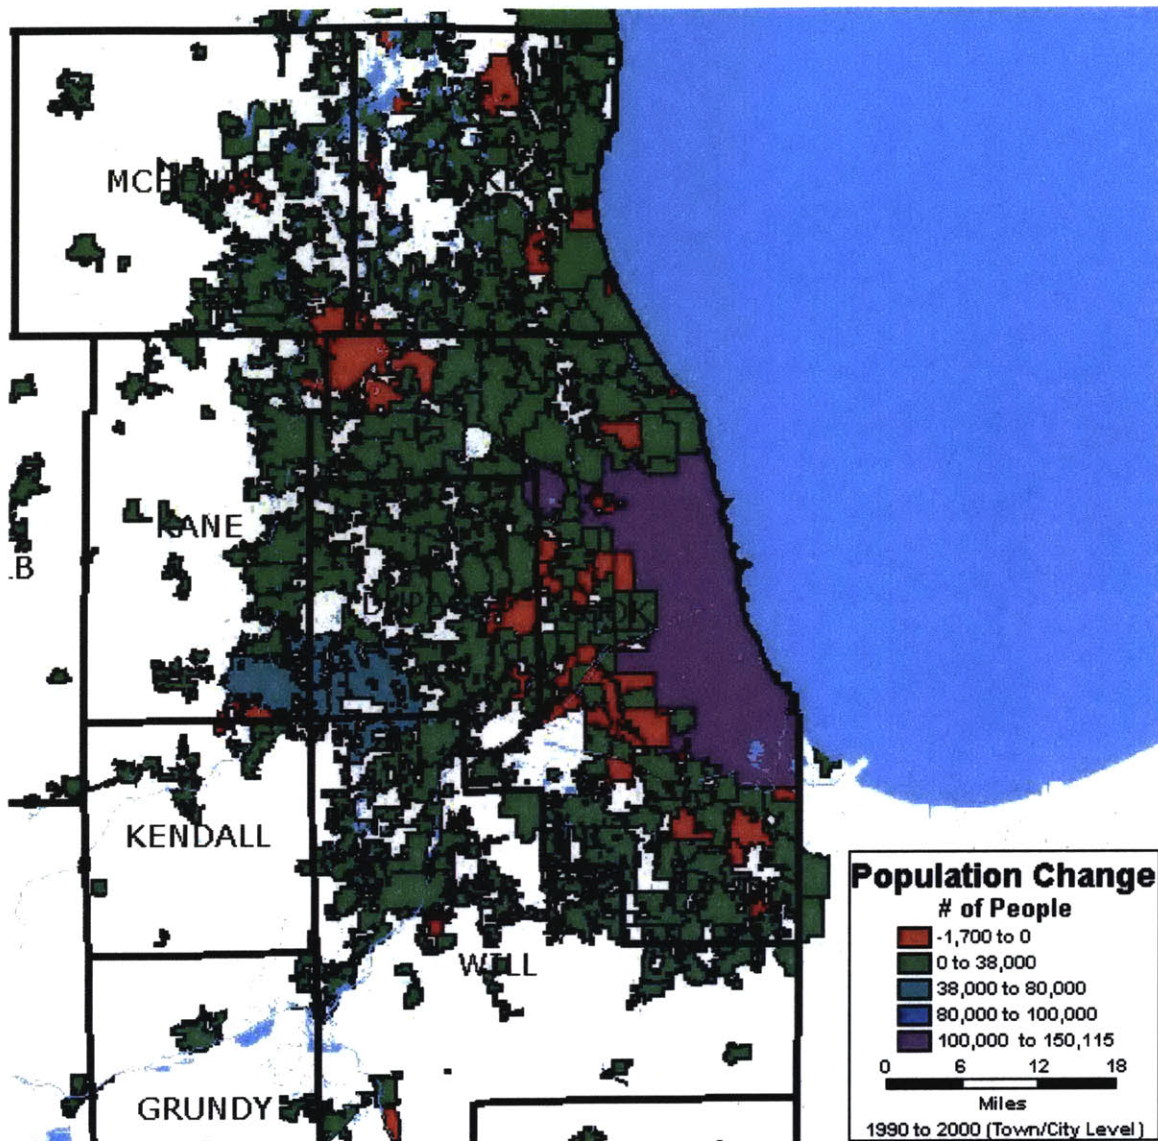 KANE
.B
KENDALL
WILL
GRUNDY
Population Change
# of People
-1,700 to 0
0 to 38,000
38,000 to 80,000
80,000 to 100,000
100,000 to 150,115
0 6 12 18
Miles
1990 to 2000 (Town/City Level)